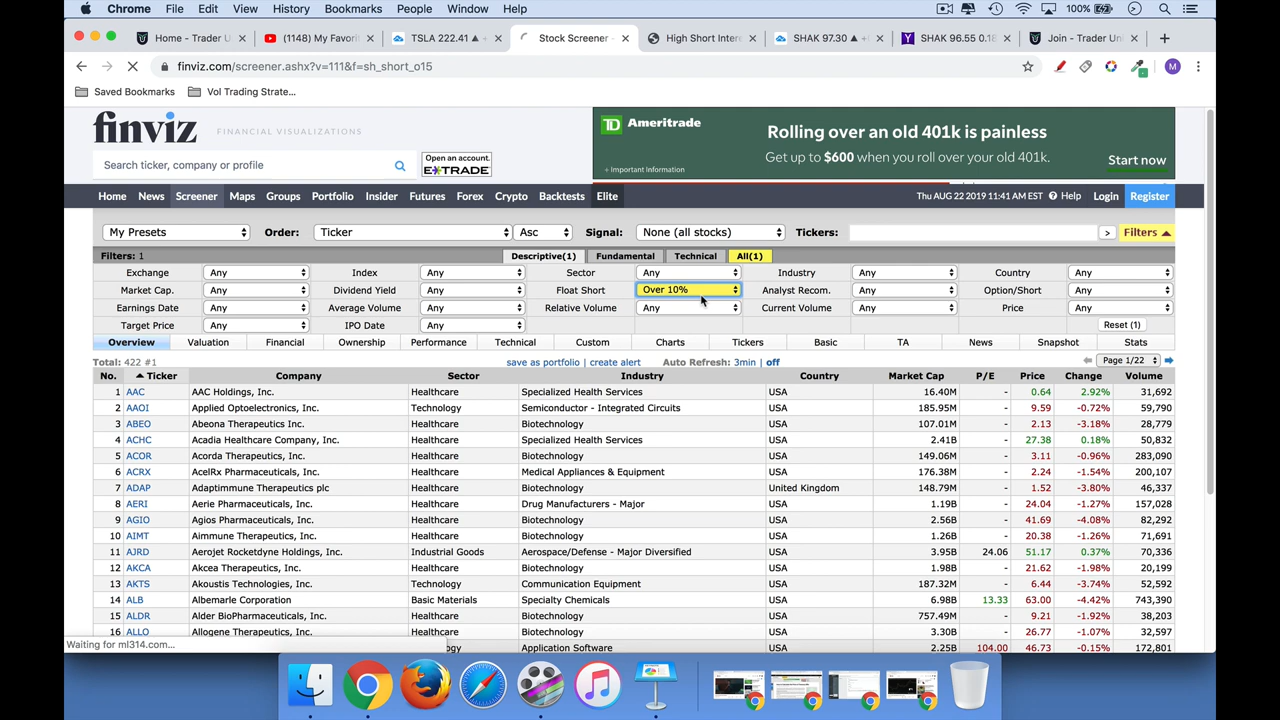 Chrome File Edit View History Bookmarks People Window Help 100%
Home - Trader U (1148) My Favorit TSLA 222.41 ▲ + Stock Screener High Short Inte SHAK 97.30 ▲ + SHAK 96.55 0.18 Join - Trader Uni
finviz.com/screener.ashx?v=111&f=sh_short_o15
Saved Bookmarks Vol Trading Strate...
finviz FINANCIAL VISUALIZATIONS
Search ticker, company or profile
Open an account.
E*TRADE
TD Ameritrade
+ Important Information
Rolling over an old 401k is painless
Get up to $600 when you roll over your old 401k.
Start now
Home News Screener Maps Groups Portfolio Insider Futures Forex Crypto Backtests Elite Thu AUG 22 2019 11:41 AM EST Help Login Register
My Presets Order: Ticker Asc Signal: None (all stocks) Tickers: > Filters ▲
Filters: 1 Descriptive(1) Fundamental Technical All(1)
Exchange Any Index Any Sector Any Industry Any Country Any
Market Cap. Any Dividend Yield Any Float Short Over 10% Analyst Recom. Any Option/Short Any
Earnings Date Any Average Volume Any Relative Volume Any Current Volume Any Price Any
Target Price Any IPO Date Any Reset (1)
Overview Valuation Financial Ownership Performance Technical Custom Charts Tickers Basic TA News Snapshot Stats
Total: 422 #1 save as portfolio | create alert Auto Refresh: 3min | off Page 1/22
No. Ticker Company Sector Industry Country Market Cap P/E Price Change Volume
1 AAC AAC Holdings, Inc. Healthcare Specialized Health Services USA 16.40M - 0.64 2.92% 31,692
2 AAOI Applied Optoelectronics, Inc. Technology Semiconductor - Integrated Circuits USA 185.95M - 9.59 -0.72% 59,790
3 ABEO Abeona Therapeutics Inc. Healthcare Biotechnology USA 107.01M - 2.13 -3.18% 28,779
4 ACHC Acadia Healthcare Company, Inc. Healthcare Specialized Health Services USA 2.41B - 27.38 0.18% 50,832
5 ACOR Acorda Therapeutics, Inc. Healthcare Biotechnology USA 149.06M - 3.11 -0.96% 283,090
6 ACRX AcelRx Pharmaceuticals, Inc. Healthcare Medical Appliances & Equipment USA 176.38M - 2.24 -1.54% 200,107
7 ADAP Adaptimmune Therapeutics plc Healthcare Biotechnology United Kingdom 148.79M - 1.52 -3.80% 46,337
8 AERI Aerie Pharmaceuticals, Inc. Healthcare Drug Manufacturers - Major USA 1.19B - 24.04 -1.27% 157,028
9 AGIO Agios Pharmaceuticals, Inc. Healthcare Biotechnology USA 2.56B - 41.69 -4.08% 82,292
10 AIMT Aimmune Therapeutics, Inc. Healthcare Biotechnology USA 1.26B - 20.38 -1.26% 71,691
11 AJRD Aerojet Rocketdyne Holdings, Inc. Industrial Goods Aerospace/Defense - Major Diversified USA 3.95B 24.06 51.17 0.37% 70,336
12 AKCA Akcea Therapeutics, Inc. Healthcare Biotechnology USA 1.98B - 21.62 -1.98% 20,199
13 AKTS Akoustis Technologies, Inc. Technology Communication Equipment USA 187.32M - 6.44 -3.74% 52,592
14 ALB Albemarle Corporation Basic Materials Specialty Chemicals USA 6.98B 13.33 63.00 -4.42% 743,390
15 ALDR Alder BioPharmaceuticals, Inc. Healthcare Biotechnology USA 757.49M - 9.21 -1.92% 38,203
16 ALLO Allogene Therapeutics, Inc. Healthcare Biotechnology USA 3.30B - 26.77 -1.07% 32,597
ogy Application Software USA 2.25B 104.00 46.73 -0.15% 172,801
Waiting for ml314.com...